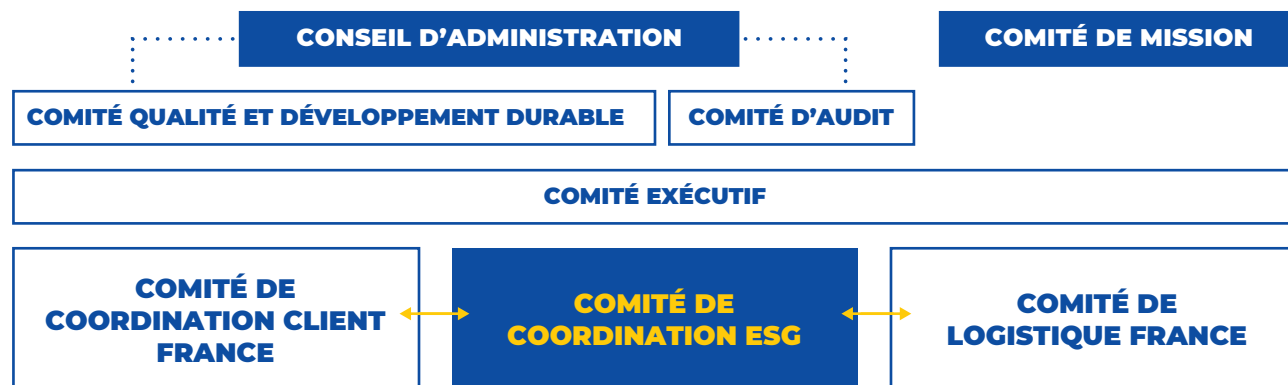 CONSEIL D’ADMINISTRATION
COMITÉ DE MISSION
COMITÉ QUALITÉ ET DÉVELOPPEMENT DURABLE
COMITÉ D’AUDIT
COMITÉ EXÉCUTIF
COMITÉ DE
COORDINATION CLIENT
FRANCE
COMITÉ DE
COORDINATION ESG
COMITÉ DE
LOGISTIQUE FRANCE